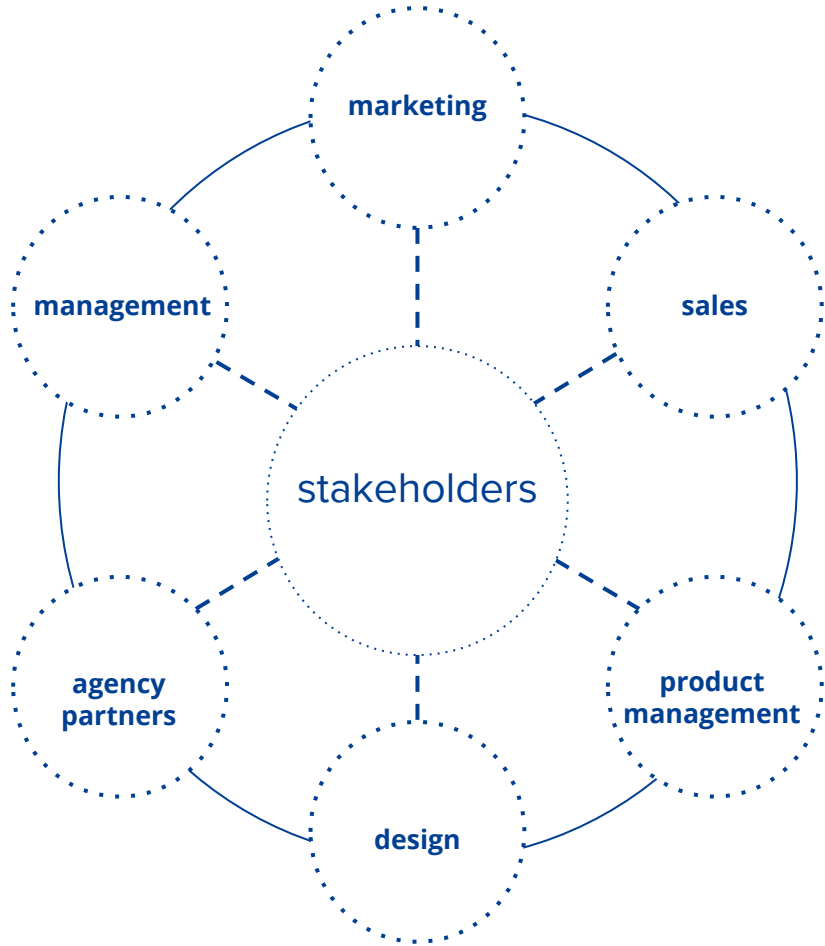 marketing
management
sales
stakeholders
agency
partners
product
management
design